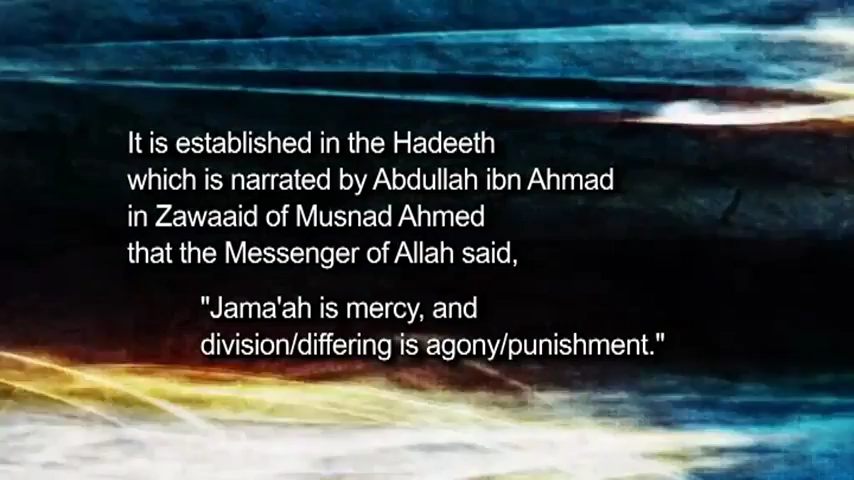 It is established in the Hadeeth
which is narrated by Abdullah ibn Ahmad
in Zawaaid of Musnad Ahmed
that the Messenger of Allah said,
"Jama'ah is mercy, and
division/differing is agony/punishment."